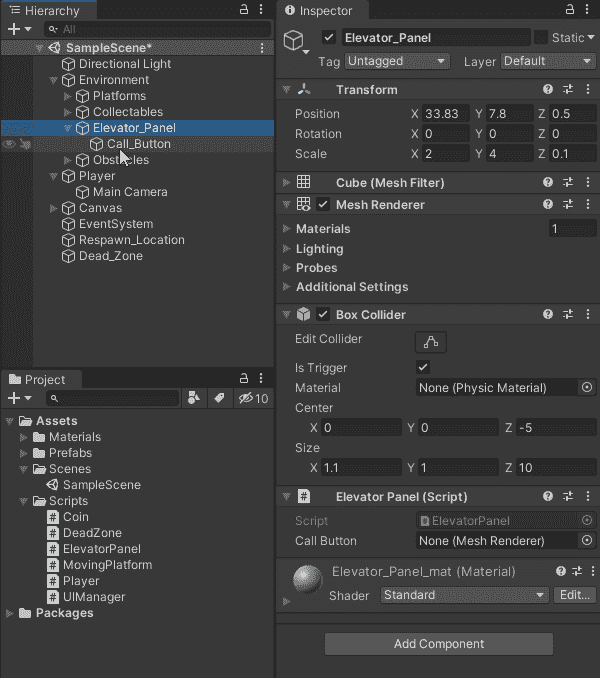 Hierarchy
All
SampleScene*
Directional Light
Environment
Platforms
Collectables
Elevator_Panel
Call_Button
Obstacles
Player
Main Camera
Canvas
EventSystem
Respawn_Location
Dead_Zone
Project
10
Assets
Materials
Prefabs
Scenes
SampleScene
Scripts
Coin
DeadZone
ElevatorPanel
MovingPlatform
Player
UIManager
Packages
Inspector
Elevator_Panel Static
Tag Untagged Layer Default
Transform
Position X 33.83 Y 7.8 Z 0.5
Rotation X 0 Y 0 Z 0
Scale X 2 Y 4 Z 0.1
Cube (Mesh Filter)
Mesh Renderer
Materials 1
Lighting
Probes
Additional Settings
Box Collider
Edit Collider
Is Trigger
Material None (Physic Material)
Center
X 0 Y 0 Z -5
Size
X 1.1 Y 1 Z 10
# Elevator Panel (Script)
Script ElevatorPanel
Call Button None (Mesh Renderer)
Elevator_Panel_mat (Material)
Shader Standard Edit...
Add Component